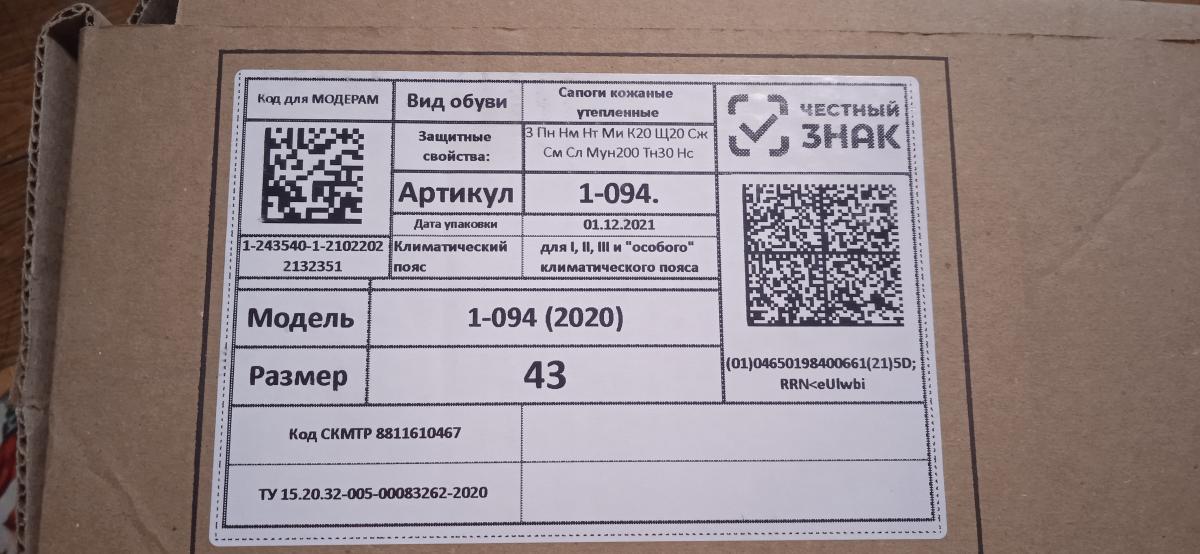 Код для МОДЕРАМ
1-243540-1-2102202
2132351
Вид обуви
Сапоги кожаные
утепленные
Защитные
свойства:
З Пн Нм Нт Ми К20 Щ20 Сж
См Сл Мун200 Тн30 Нс
Артикул
1-094.
Дата упаковки
01.12.2021
Климатический
пояс
для I, II, III и "особого"
климатического пояса
ЧЕСТНЫЙ
ЗНАК
(01)04650198400661(21)5D;
RRN<eUlwbi
Модель
1-094 (2020)
Размер
43
Код СКМТР 8811610467
ТУ 15.20.32-005-00083262-2020